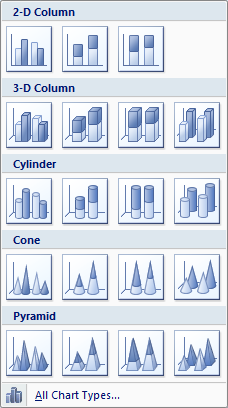 2-D Column
3-D Column
Cylinder
Cone
Pyramid
All Chart Types...